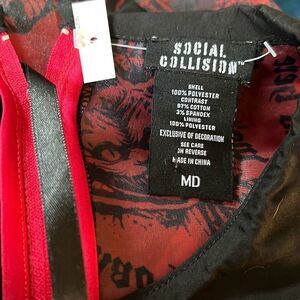 SOCIAL
COLLISION™
SHELL
100% POLYESTER
CONTRAST
97% COTTON
3% SPANDEX
LINING
100% POLYESTER
EXCLUSIVE OF DECORATION
SEE CARE
ON REVERSE
MADE IN CHINA
MD